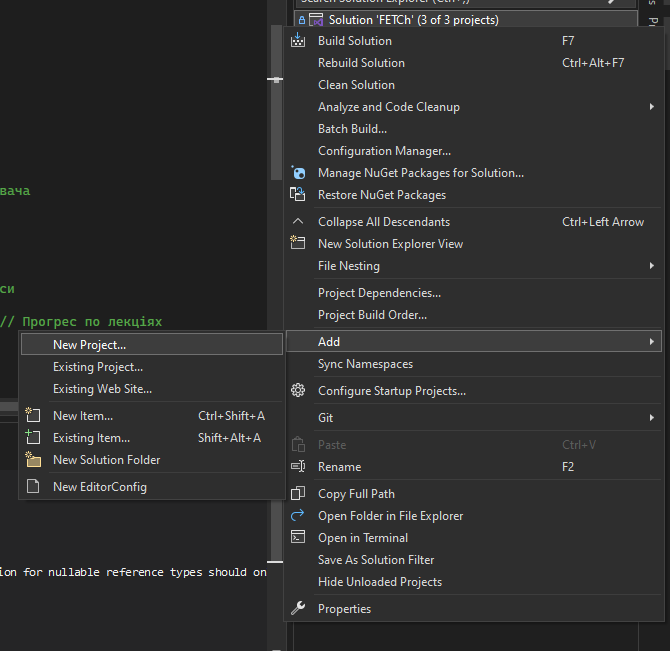 Solution 'FETCh' (3 of 3 projects)
Build Solution F7
Rebuild Solution Ctrl+Alt+F7
Clean Solution
Analyze and Code Cleanup
Batch Build...
Configuration Manager...
Manage NuGet Packages for Solution...
вача
Restore NuGet Packages
Collapse All Descendants Ctrl+Left Arrow
New Solution Explorer View
File Nesting
си
Project Dependencies...
Project Build Order...
// Прогрес по лекціях
Add
Sync Namespaces
Configure Startup Projects...
Git
Paste Ctrl+V
Rename F2
Copy Full Path
Open Folder in File Explorer
Open in Terminal
Save As Solution Filter
Hide Unloaded Projects
Properties
New Project...
Existing Project...
Existing Web Site...
New Item... Ctrl+Shift+A
Existing Item... Shift+Alt+A
New Solution Folder
New EditorConfig
ion for nullable reference types should on